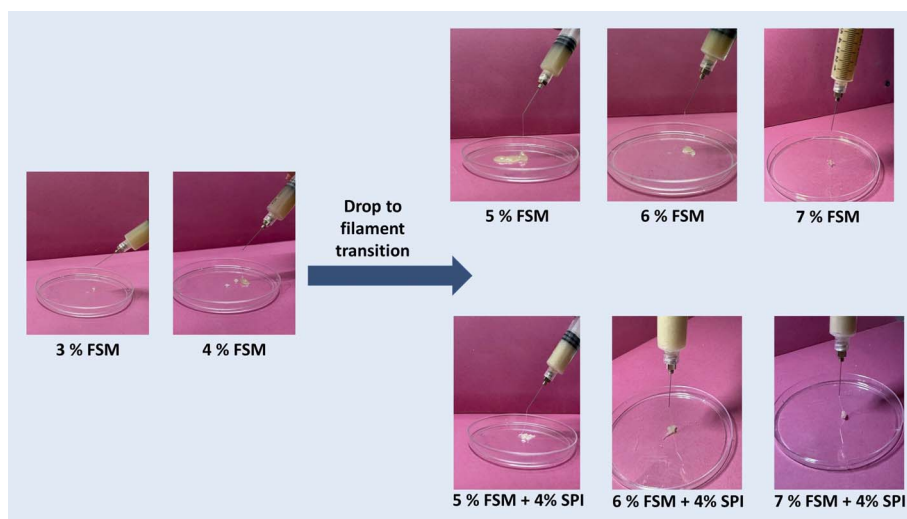 5 % FSM
6 % FSM
7 % FSM
Drop to
filament
transition
3 % FSM
4 % FSM
5 % FSM + 4% SPI
6 % FSM + 4% SPI
7 % FSM + 4% SPI